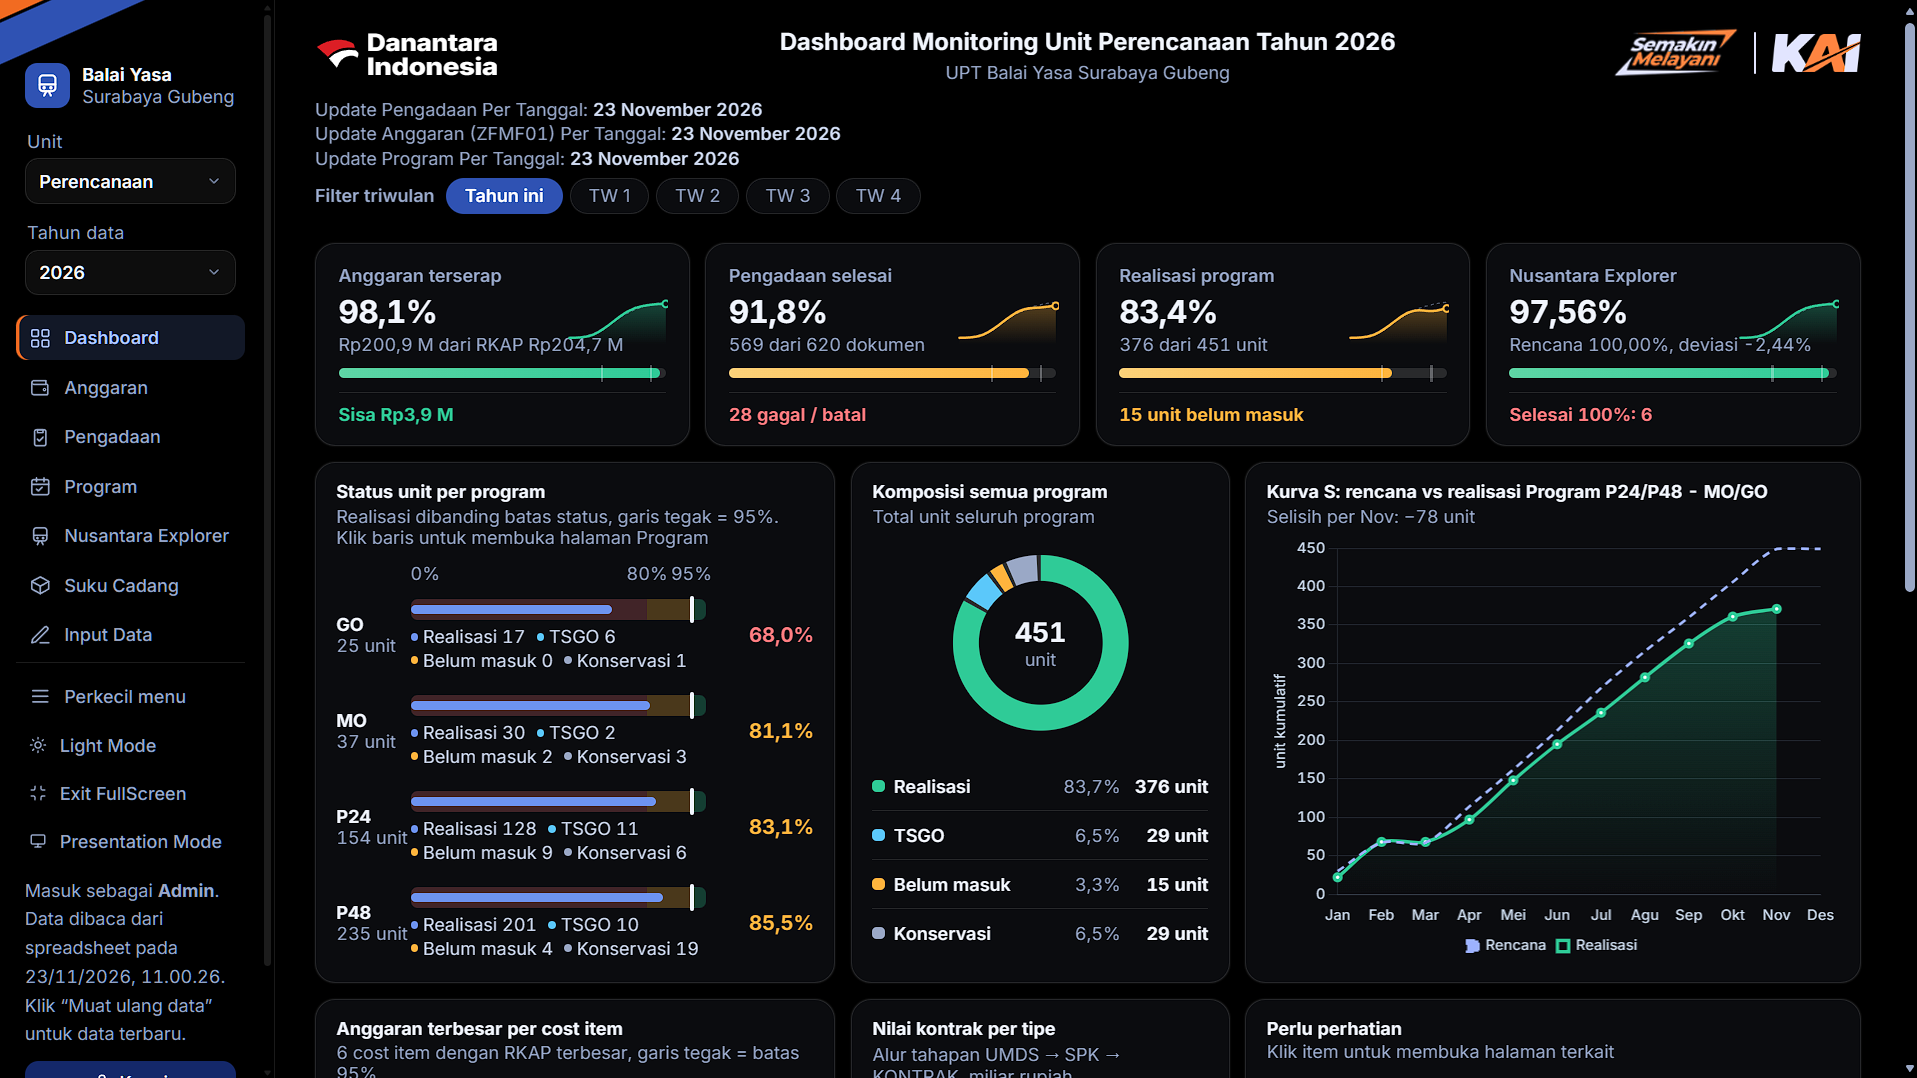 Balai Yasa
Surabaya Gubeng
Unit
Perencanaan
Tahun data
2026
Dashboard
Anggaran
Pengadaan
Program
Nusantara Explorer
Suku Cadang
Input Data
Perkecil menu
Light Mode
Exit FullScreen
Presentation Mode
Masuk sebagai Admin.
Data dibaca dari
spreadsheet pada
23/11/2026, 11.00.26.
Klik “Muat ulang data”
untuk data terbaru.
Danantara
Indonesia
Dashboard Monitoring Unit Perencanaan Tahun 2026
UPT Balai Yasa Surabaya Gubeng
Semakin
Melayani
KAI
Update Pengadaan Per Tanggal: 23 November 2026
Update Anggaran (ZFMF01) Per Tanggal: 23 November 2026
Update Program Per Tanggal: 23 November 2026
Filter triwulan Tahun ini TW 1 TW 2 TW 3 TW 4
Anggaran terserap
98,1%
Rp200,9 M dari RKAP Rp204,7 M
Sisa Rp3,9 M
Pengadaan selesai
91,8%
569 dari 620 dokumen
28 gagal / batal
Realisasi program
83,4%
376 dari 451 unit
15 unit belum masuk
Nusantara Explorer
97,56%
Rencana 100,00%, deviasi -2,44%
Selesai 100%: 6
Status unit per program
Realisasi dibanding batas status, garis tegak = 95%.
Klik baris untuk membuka halaman Program
0% 80% 95%
GO
25 unit
Realisasi 17 TSGO 6
Belum masuk 0 Konservasi 1
68,0%
MO
37 unit
Realisasi 30 TSGO 2
Belum masuk 2 Konservasi 3
81,1%
P24
154 unit
Realisasi 128 TSGO 11
Belum masuk 9 Konservasi 6
83,1%
P48
235 unit
Realisasi 201 TSGO 10
Belum masuk 4 Konservasi 19
85,5%
Komposisi semua program
Total unit seluruh program
451
unit
Realisasi 83,7% 376 unit
TSGO 6,5% 29 unit
Belum masuk 3,3% 15 unit
Konservasi 6,5% 29 unit
Kurva S: rencana vs realisasi Program P24/P48 - MO/GO
Selisih per Nov: −78 unit
unit kumulatif
450
400
350
300
250
200
150
100
50
0
Jan Feb Mar Apr Mei Jun Jul Agu Sep Okt Nov Des
Rencana Realisasi
Anggaran terbesar per cost item
6 cost item dengan RKAP terbesar, garis tegak = batas
95%
Nilai kontrak per tipe
Alur tahapan UMDS → SPK →
KONTRAK, miliar rupiah
Perlu perhatian
Klik item untuk membuka halaman terkait